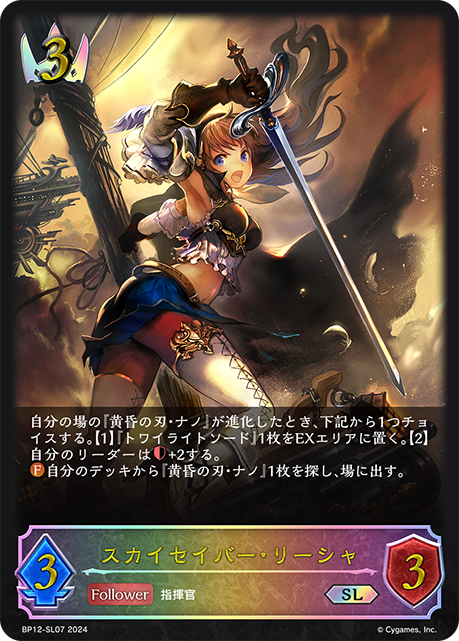 3
自分の場の『黄昏の刃・ナノ』が進化したとき、下記から1つチョ
イスする。【1】『トワイライトソード』1枚をEXエリアに置く。【2】
自分のリーダーは+2する。
F自分のデッキから『黄昏の刃・ナノ』1枚を探し、場に出す。
スカイセイバー・リーシャ
3
Follower 指揮官
SL
3
BP12-SL07 2024
© Cygames, Inc.